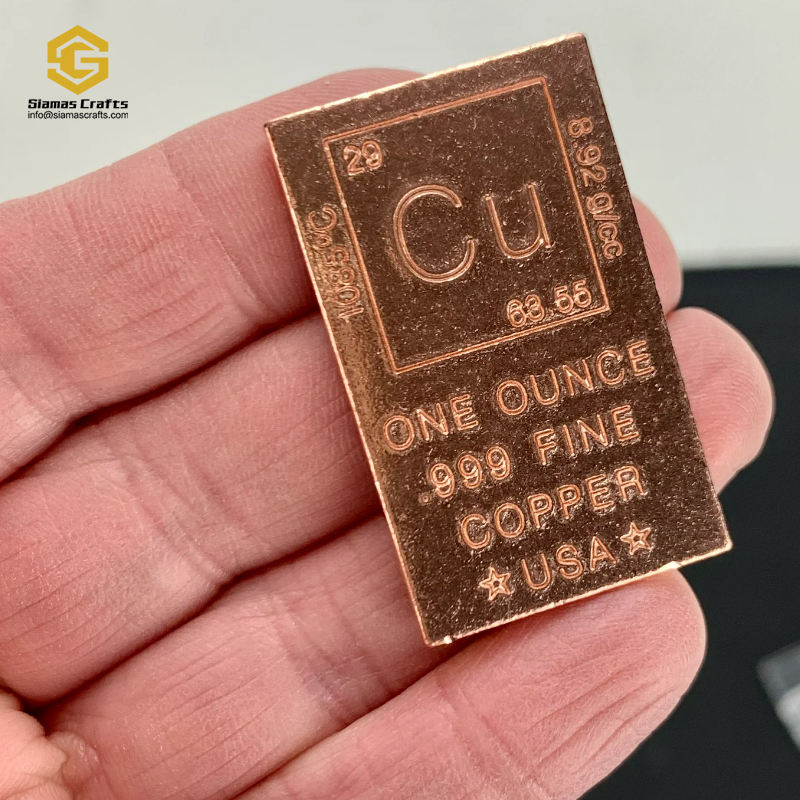 Siamas Crafts
info@siamascrafts.com
29
8.92 g/cc
Cu
1085°C
63.55
ONE OUNCE
.999 FINE
COPPER
☆USA☆